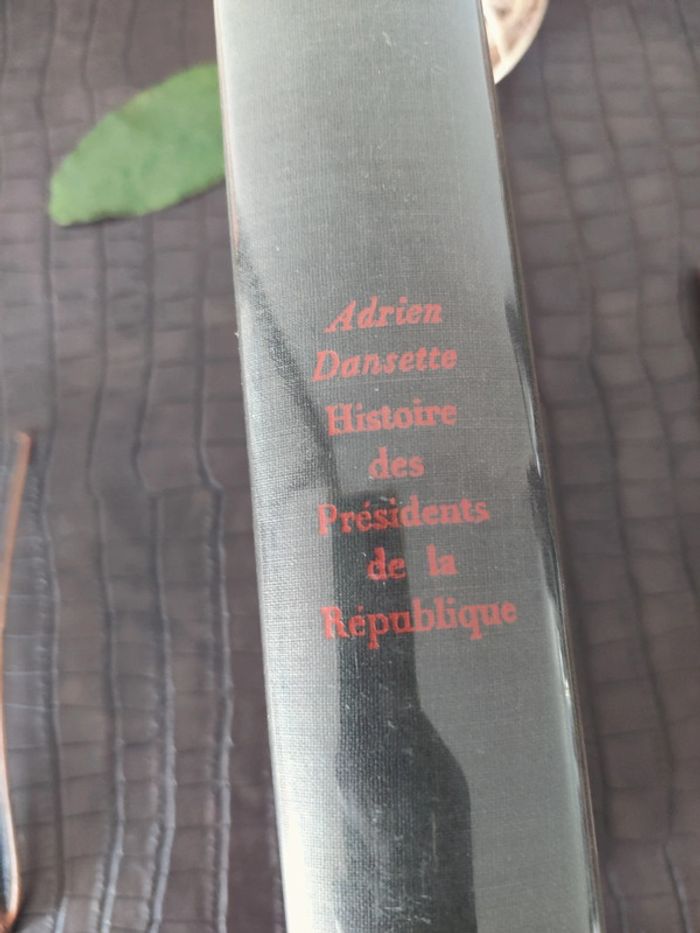 Adrien
Dansette
Histoire
des
Présidents
de la
République